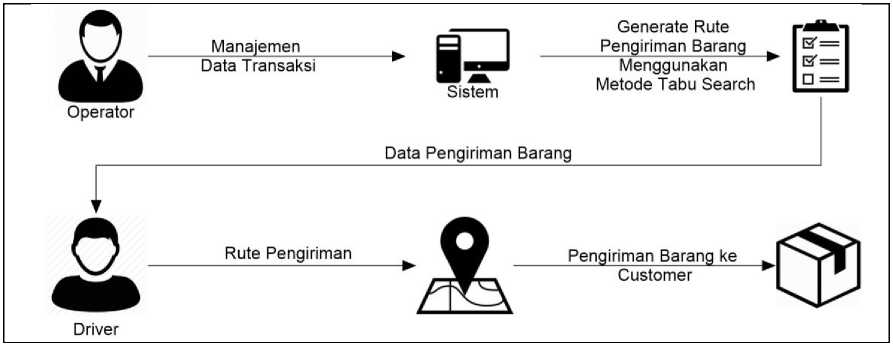 Manajemen
Data Transaksi
Operator
Sistem
Generate Rute
Pengiriman Barang
Menggunakan
Metode Tabu Search
Data Pengiriman Barang
Rute Pengiriman
Driver
Pengiriman Barang ke
Customer